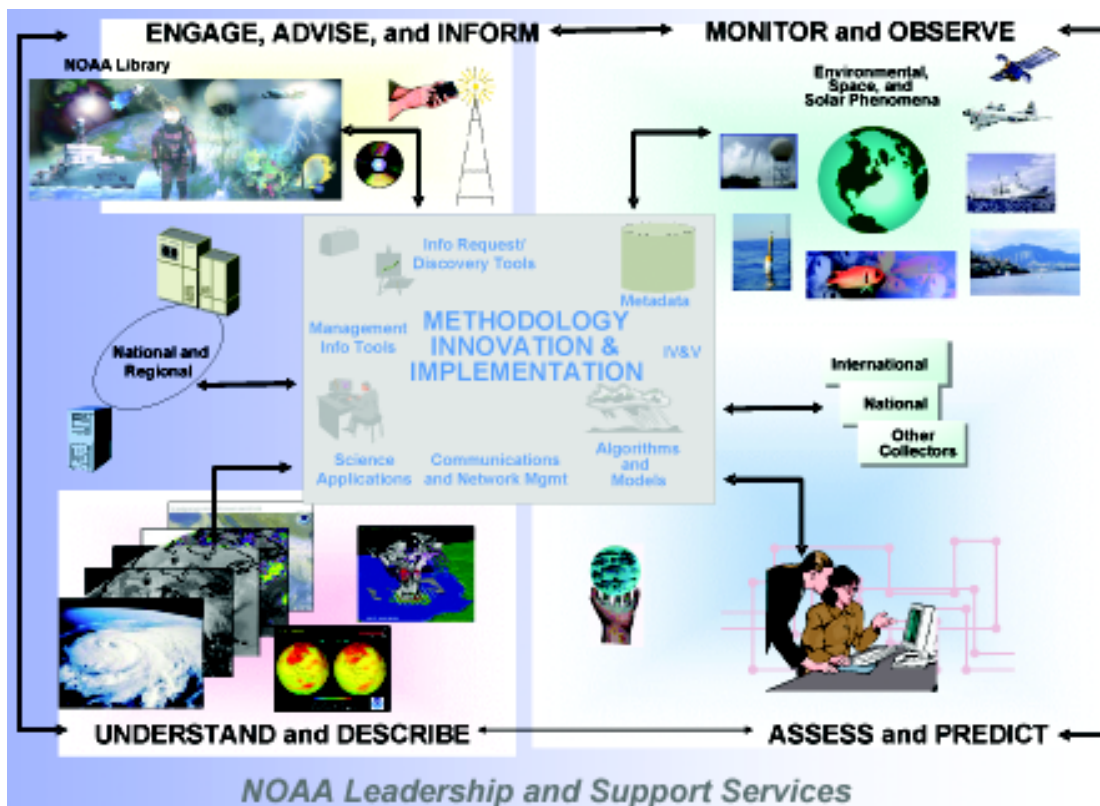 ENGAGE, ADVISE, and INFORM
MONITOR and OBSERVE
NOAA Library
Environmental,
Space, and
Solar Phenomena
Info Request/
Discovery Tools
Metadata
Management
Info Tools
METHODOLOGY
INNOVATION &
IMPLEMENTATION
IV&V
National and
Regional
International
National
Other
Collectors
Science
Applications
Communications
and Network Mgmt
Algorithms
and
Models
UNDERSTAND and DESCRIBE
ASSESS and PREDICT
NOAA Leadership and Support Services